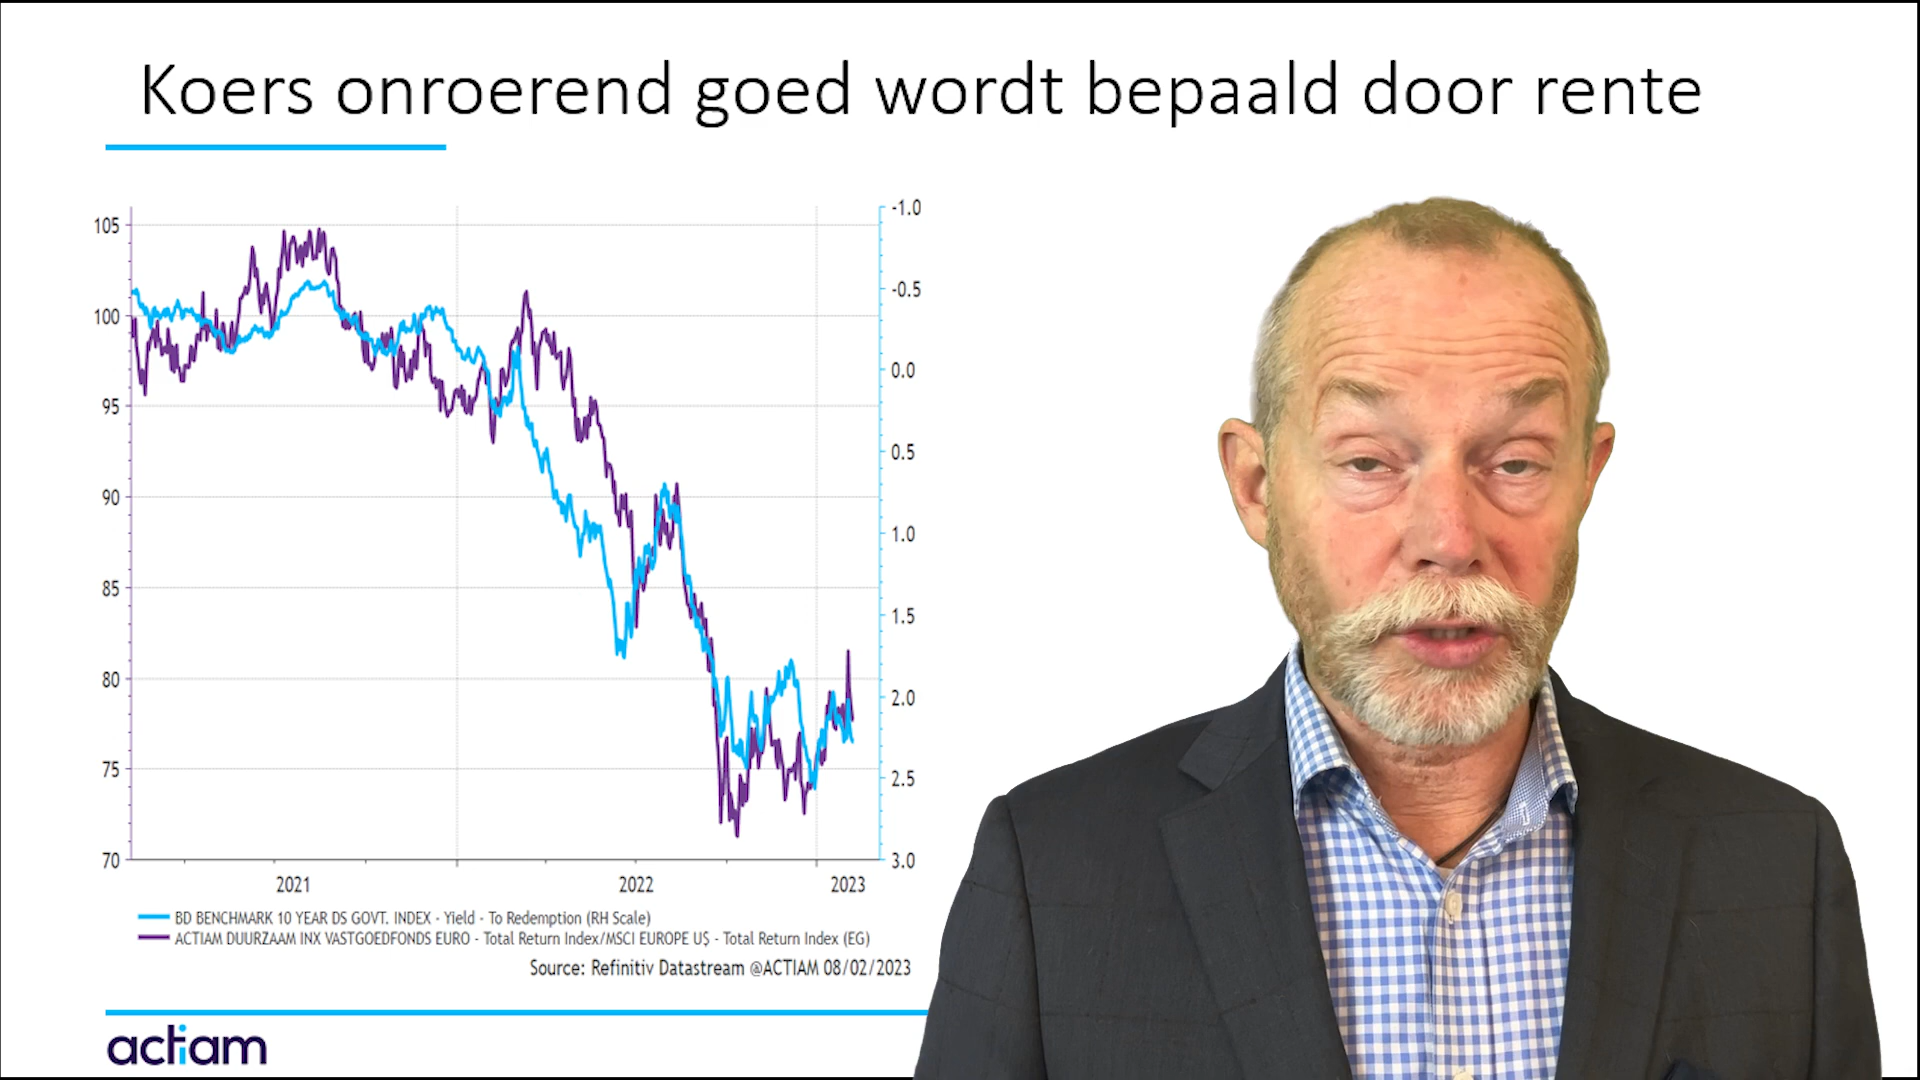 Koers onroerend goed wordt bepaald door rente
105
100
95
90
85
80
75
70
-1.0
-0.5
0.0
0.5
1.0
1.5
2.0
2.5
3.0
2021 2022 2023
BD BENCHMARK 10 YEAR DS GOVT. INDEX - Yield - To Redemption (RH Scale)
ACTIAM DUURZAAM INX VASTGOEDFONDS EURO - Total Return Index/MSCI EUROPE U$ - Total Return Index (EG)
Source: Refinitiv Datastream @ACTIAM 08/02/2023
actiam